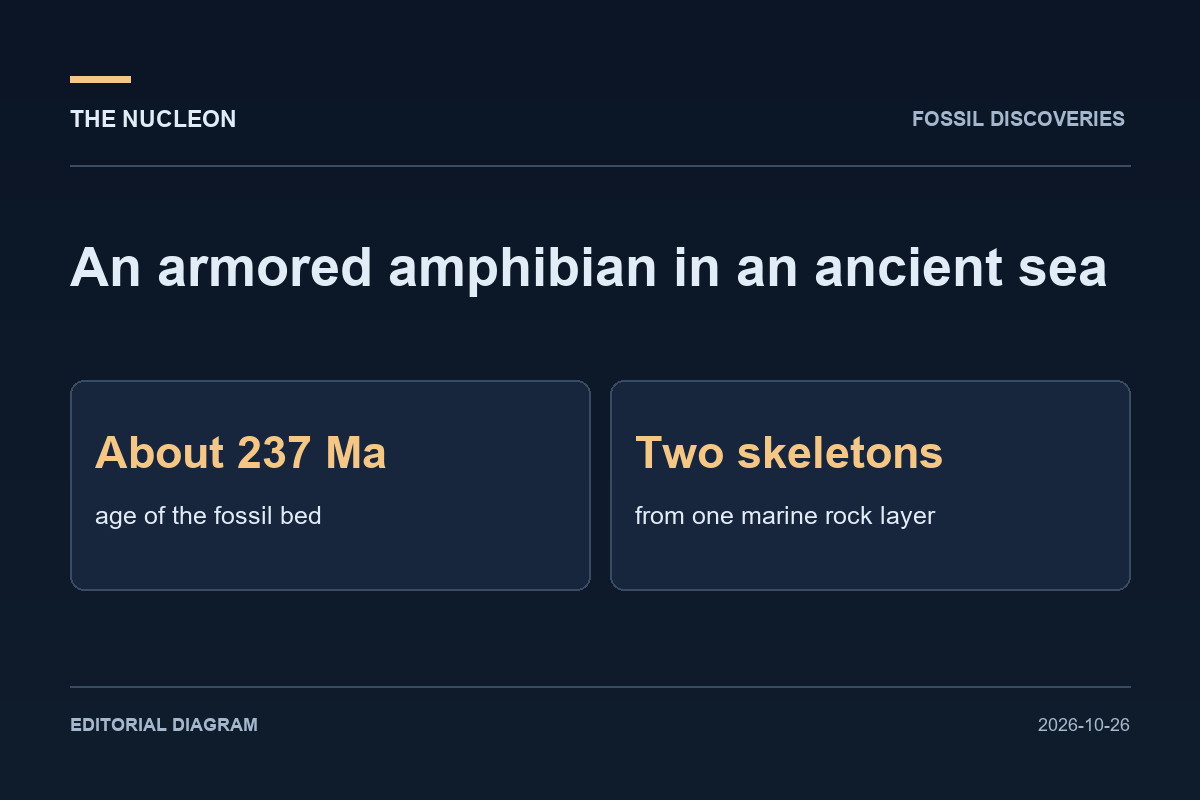 THE NUCLEON
FOSSIL DISCOVERIES
An armored amphibian in an ancient sea
About 237 Ma
age of the fossil bed
Two skeletons
from one marine rock layer
EDITORIAL DIAGRAM
2026-10-26